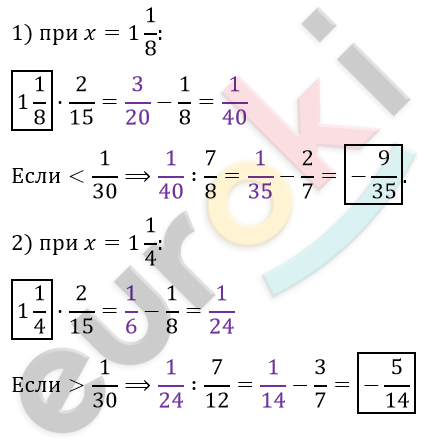 1) при x = 1 1/8:
1 1/8 · 2/15 = 3/20 − 1/8 = 1/40
Если < 1/30 ⟹ 1/40 : 7/8 = 1/35 − 2/7 = −9/35.
2) при x = 1 1/4:
1 1/4 · 2/15 = 1/6 − 1/8 = 1/24
Если > 1/30 ⟹ 1/24 : 7/12 = 1/14 − 3/7 = −5/14
euroki